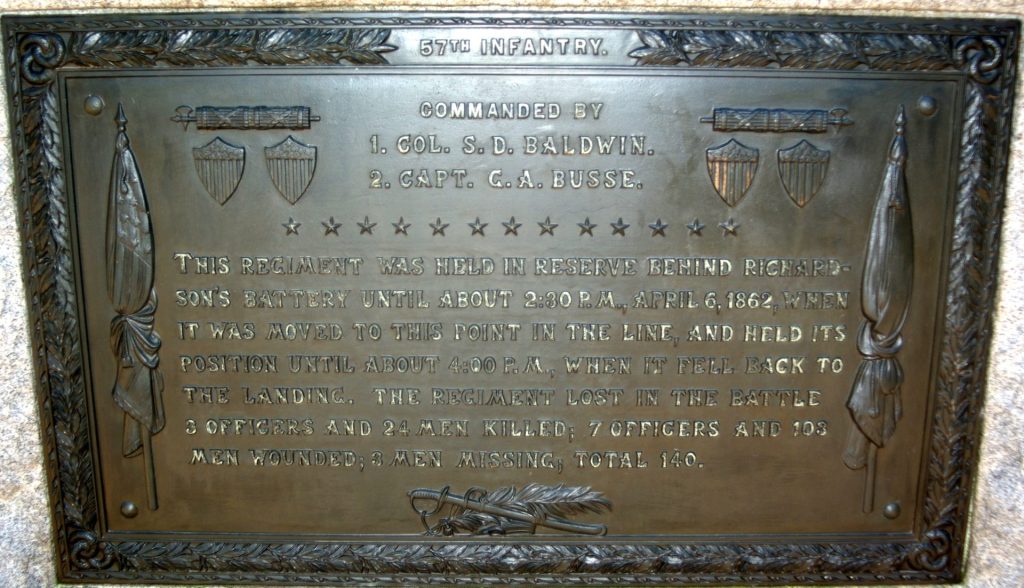 57TH INFANTRY.
COMMANDED BY
1. COL. S. D. BALDWIN.
2. CAPT. G. A. BUSSE.
THIS REGIMENT WAS HELD IN RESERVE BEHIND RICHARD-
SON'S BATTERY UNTIL ABOUT 2:30 P.M., APRIL 6, 1862, WHEN
IT WAS MOVED TO THIS POINT IN THE LINE, AND HELD ITS
POSITION UNTIL ABOUT 4:00 P.M., WHEN IT FELL BACK TO
THE LANDING. THE REGIMENT LOST IN THE BATTLE
3 OFFICERS AND 24 MEN KILLED; 7 OFFICERS AND 103
MEN WOUNDED; 3 MEN MISSING; TOTAL 140.